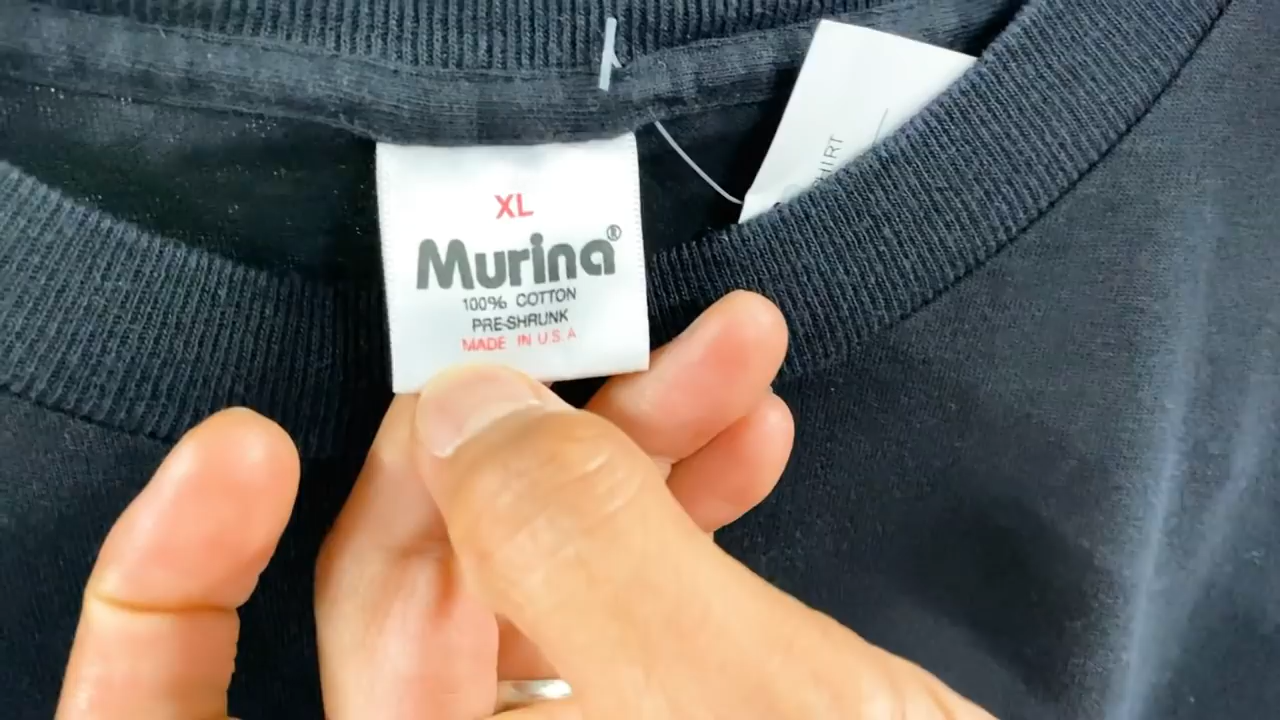 XL
Murina®
100% COTTON
PRE-SHRUNK
MADE IN U.S.A